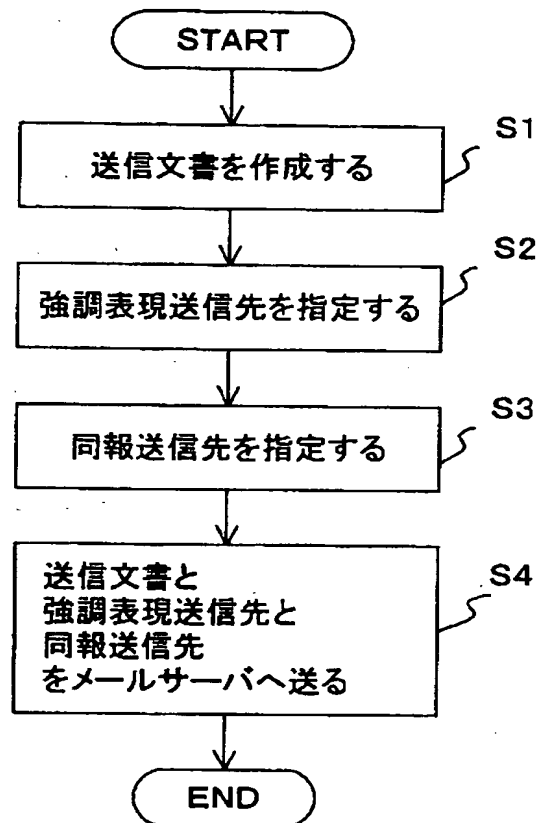 START
S1
送信文書を作成する
S2
強調表現送信先を指定する
S3
同報送信先を指定する
S4
送信文書と
強調表現送信先と
同報送信先
をメールサーバへ送る
END